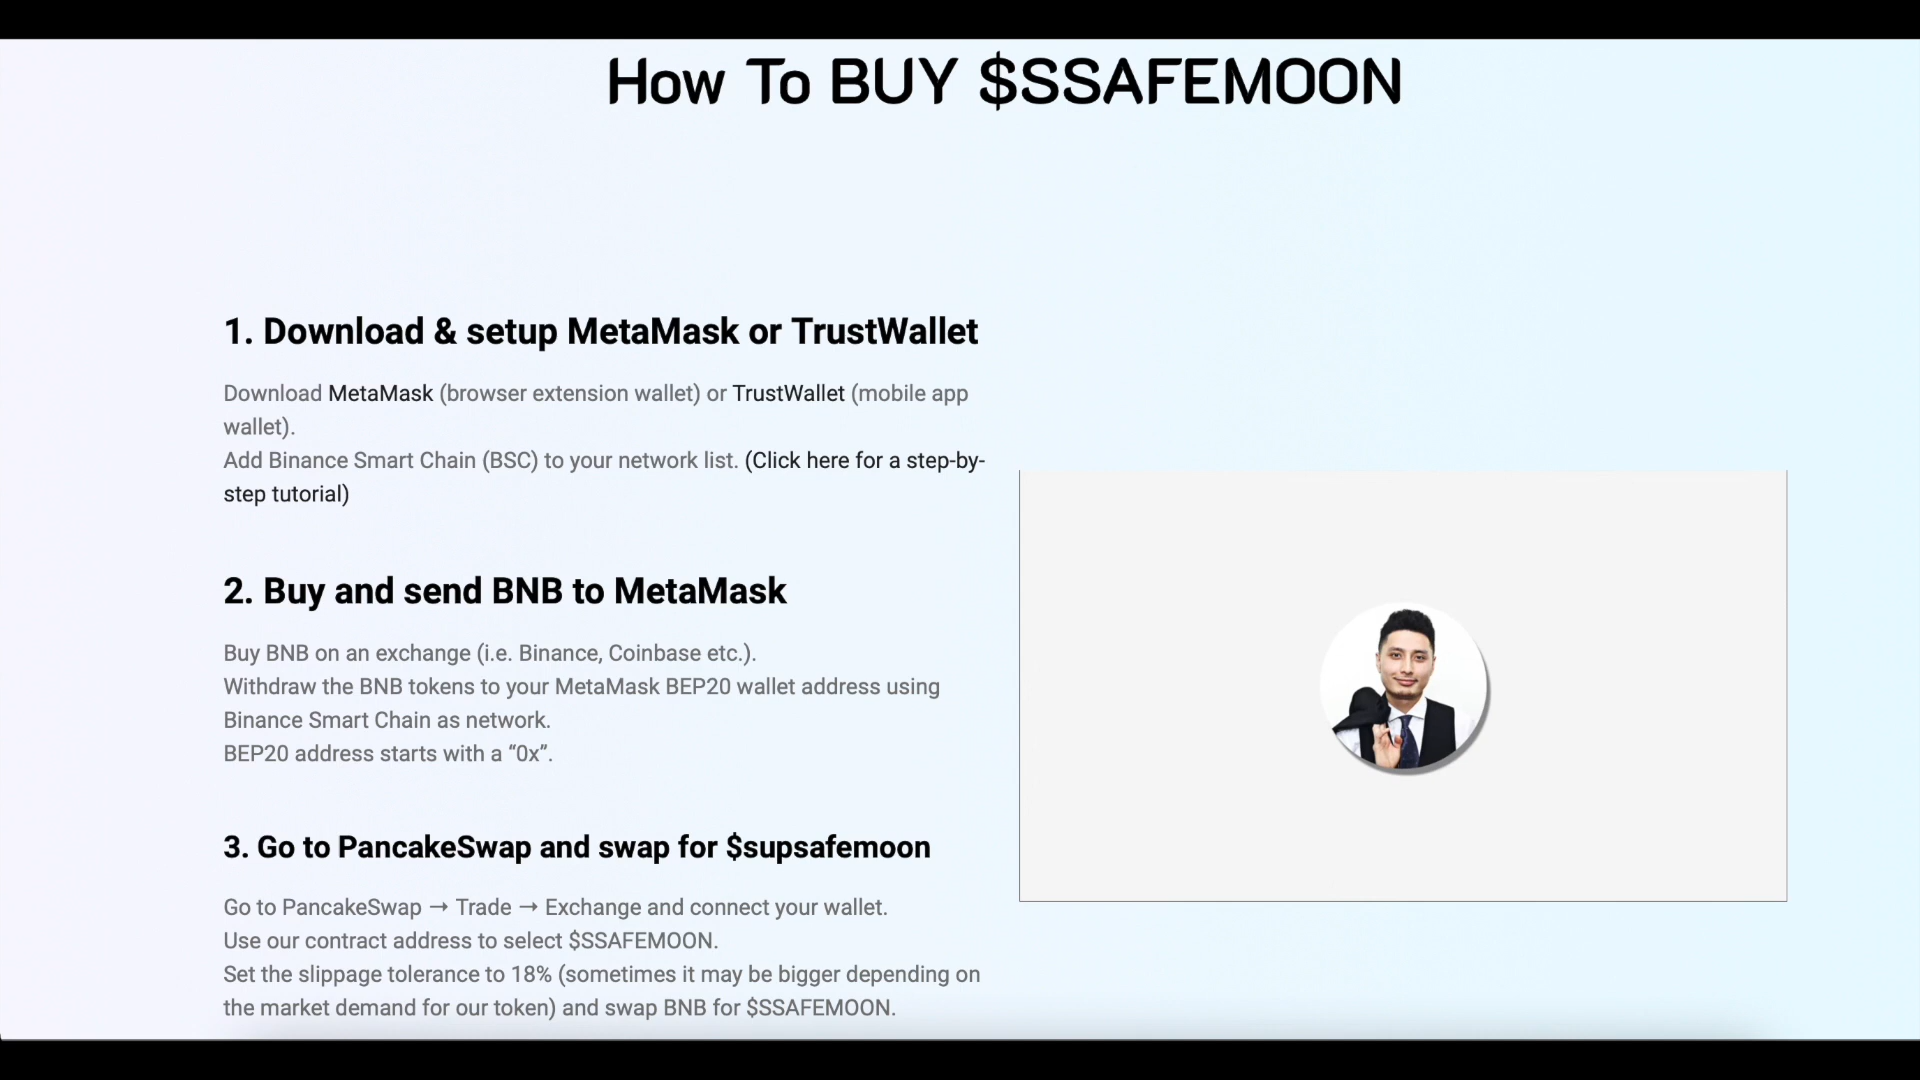 How To BUY $SSAFEMOON
1. Download & setup MetaMask or TrustWallet
Download MetaMask (browser extension wallet) or TrustWallet (mobile app
wallet).
Add Binance Smart Chain (BSC) to your network list. (Click here for a step-by-
step tutorial)
2. Buy and send BNB to MetaMask
Buy BNB on an exchange (i.e. Binance, Coinbase etc.).
Withdraw the BNB tokens to your MetaMask BEP20 wallet address using
Binance Smart Chain as network.
BEP20 address starts with a “0x”.
3. Go to PancakeSwap and swap for $supsafemoon
Go to PancakeSwap → Trade → Exchange and connect your wallet.
Use our contract address to select $SSAFEMOON.
Set the slippage tolerance to 18% (sometimes it may be bigger depending on
the market demand for our token) and swap BNB for $SSAFEMOON.